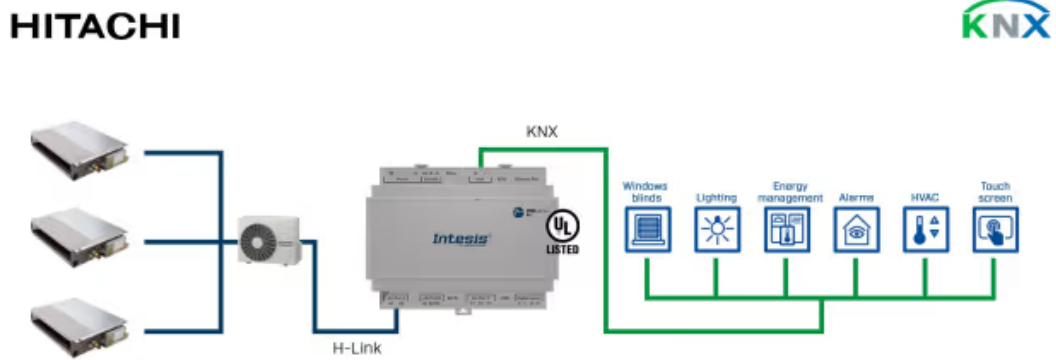 HITACHI
KNX
KNX
Intesis
UL
LISTED
Windows
blinds
Lighting
Energy
management
Alarms
HVAC
Touch
screen
H-Link